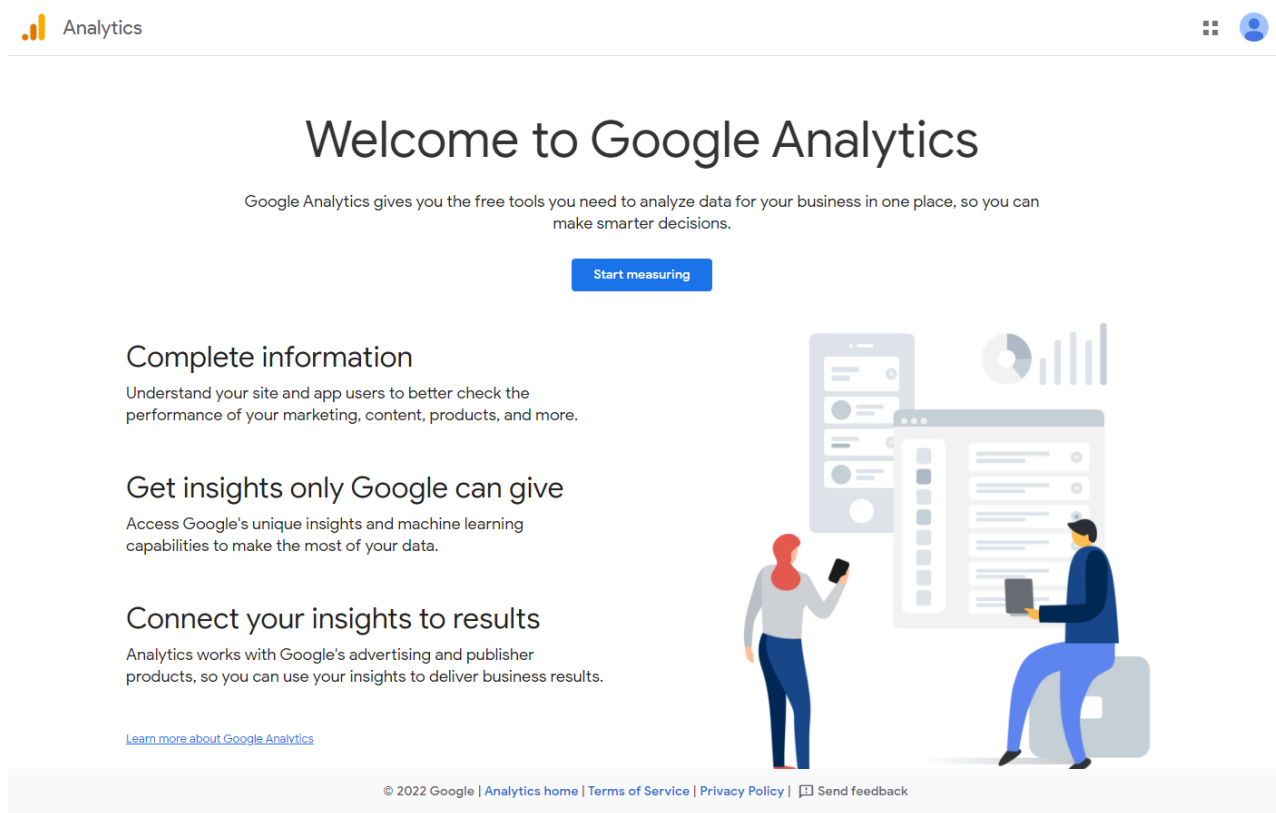 Analytics
Welcome to Google Analytics
Google Analytics gives you the free tools you need to analyze data for your business in one place, so you can
make smarter decisions.
Start measuring
Complete information
Understand your site and app users to better check the
performance of your marketing, content, products, and more.
Get insights only Google can give
Access Google's unique insights and machine learning
capabilities to make the most of your data.
Connect your insights to results
Analytics works with Google's advertising and publisher
products, so you can use your insights to deliver business results.
Learn more about Google Analytics
© 2022 Google | Analytics home | Terms of Service | Privacy Policy | Send feedback